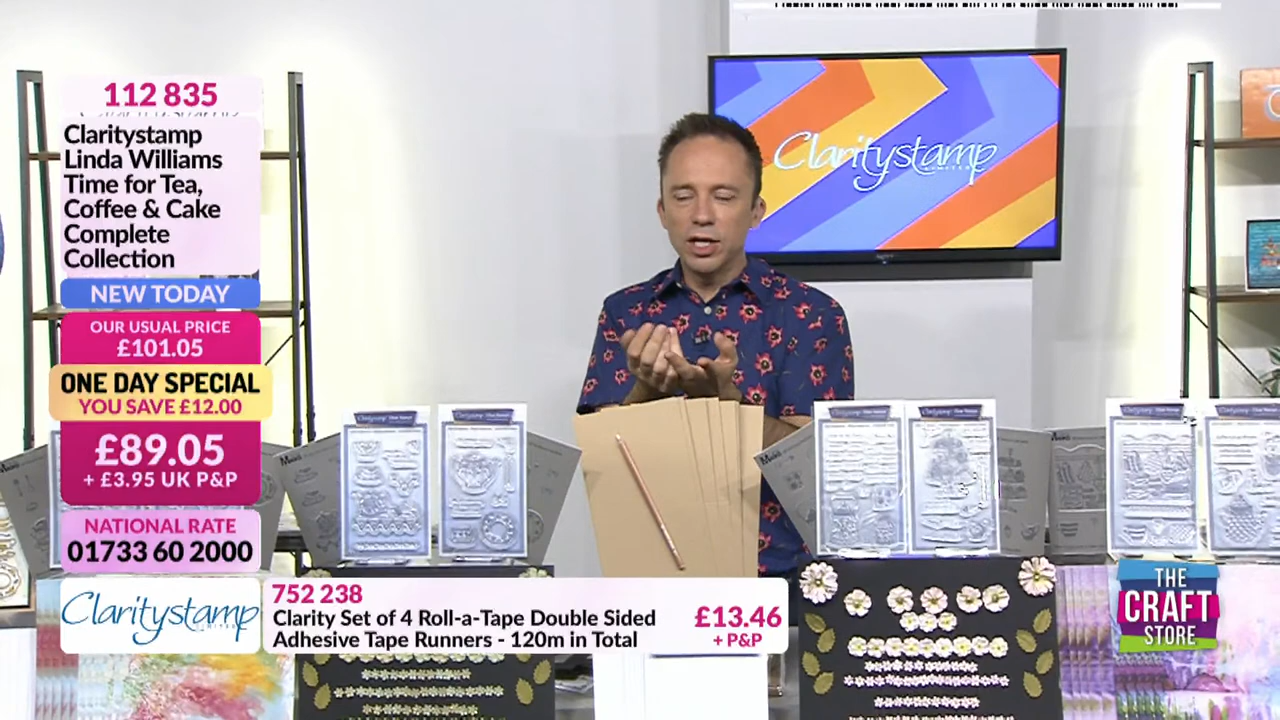 112 835
Claritystamp
Linda Williams
Time for Tea,
Coffee & Cake
Complete
Collection
NEW TODAY
OUR USUAL PRICE
£101.05
ONE DAY SPECIAL
YOU SAVE £12.00
£89.05
+ £3.95 UK P&P
NATIONAL RATE
01733 60 2000
Claritystamp
LIMITED
752 238
Clarity Set of 4 Roll-a-Tape Double Sided
Adhesive Tape Runners - 120m in Total
£13.46
+ P&P
Claritystamp
LIMITED
THE
CRAFT
STORE